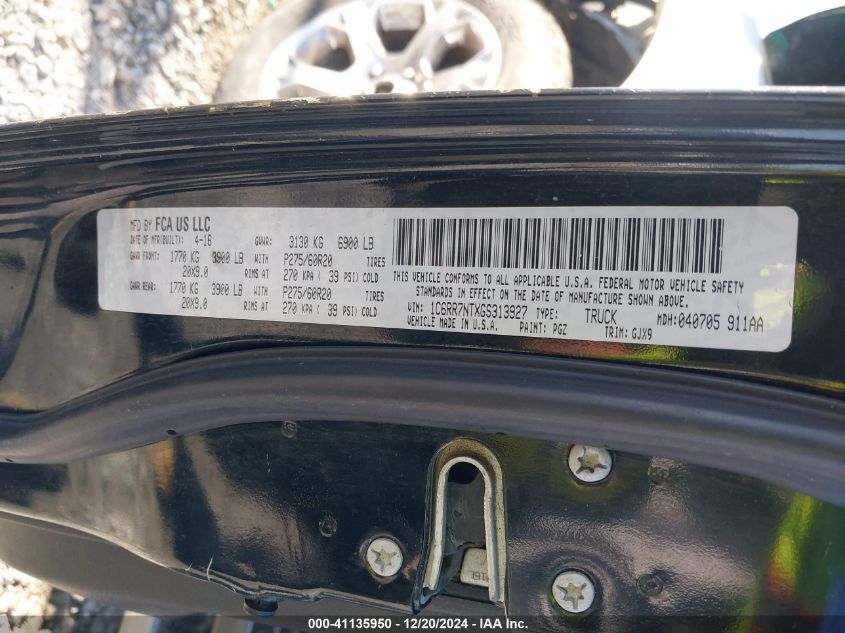 MFD BY FCA US LLC
DATE OF MFR(BUILT): 4-16 GVWR: 3130 KG 6900 LB
GAWR FRONT: 1770 KG 3900 LB WITH P275/60R20 TIRES
20X9.0 RIMS AT 270 KPA ( 39 PSI) COLD
GAWR REAR: 1770 KG 3900 LB WITH P275/60R20 TIRES
20X9.0 RIMS AT 270 KPA ( 39 PSI) COLD
THIS VEHICLE CONFORMS TO ALL APPLICABLE U.S.A. FEDERAL MOTOR VEHICLE SAFETY
STANDARDS IN EFFECT ON THE DATE OF MANUFACTURE SHOWN ABOVE.
VIN: 1C6RR7NTXGS313927 TYPE: TRUCK MDH:040705 911AA
VEHICLE MADE IN U.S.A. PAINT: PGZ TRIM: GJX9
000-41135950 - 12/20/2024 - IAA Inc.